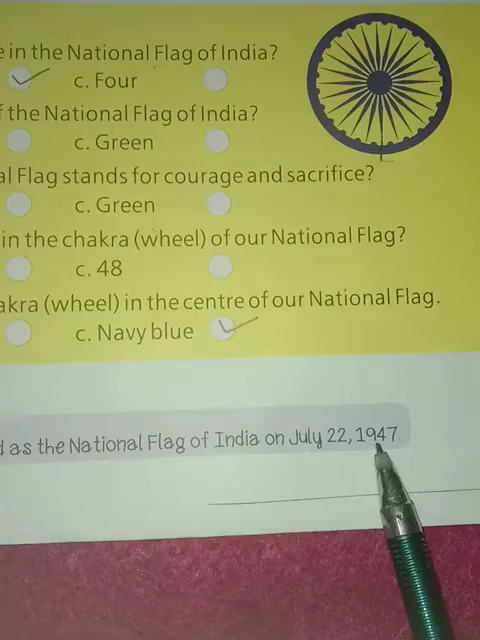 e in the National Flag of India?
c. Four
f the National Flag of India?
c. Green
al Flag stands for courage and sacrifice?
c. Green
in the chakra (wheel) of our National Flag?
c. 48
akra (wheel) in the centre of our National Flag.
c. Navy blue
d as the National Flag of India on July 22, 1947.